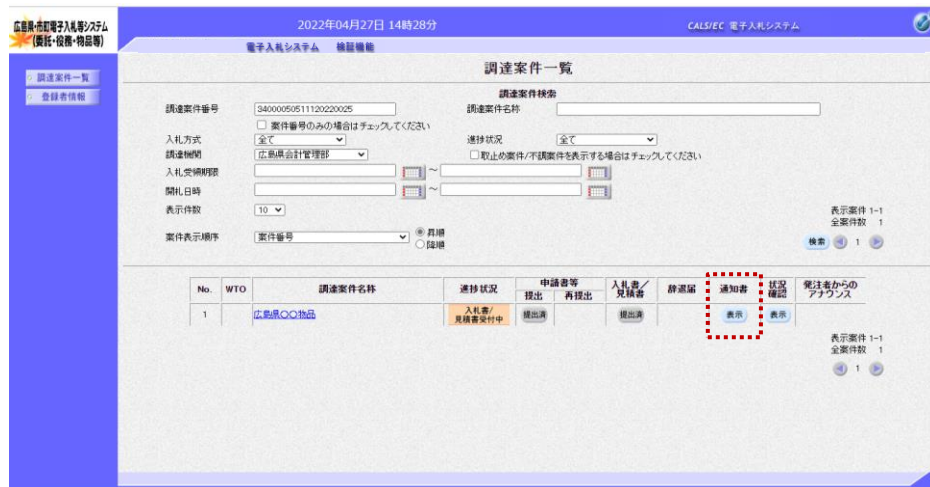 広島県・市町電子入札等システム
(委託・役務・物品等)
2022年04月27日 14時28分
CALS/EC 電子入札システム
電子入札システム 検証機能
調達案件一覧
登録者情報
調達案件一覧
調達案件検索
調達案件番号 34000050511120220025 調達案件名称
案件番号のみの場合はチェックしてください
入札方式 全て 進捗状況 全て
調達機関 広島県会計管理部 取止め案件/不調案件を表示する場合はチェックしてください
入札受領期限 ~
開札日時 ~
表示件数 10
表示案件 1-1
全案件数 1
案件表示順序 案件番号 昇順
降順
検索 1
No. WTO 調達案件名称 進捗状況 申請書等 提出 再提出 入札書/見積書 辞退届 通知書 状況確認 発注者からのアナウンス
1 広島県〇〇物品 入札書/見積書受付中 提出済 提出済 表示 表示
表示案件 1-1
全案件数 1
1